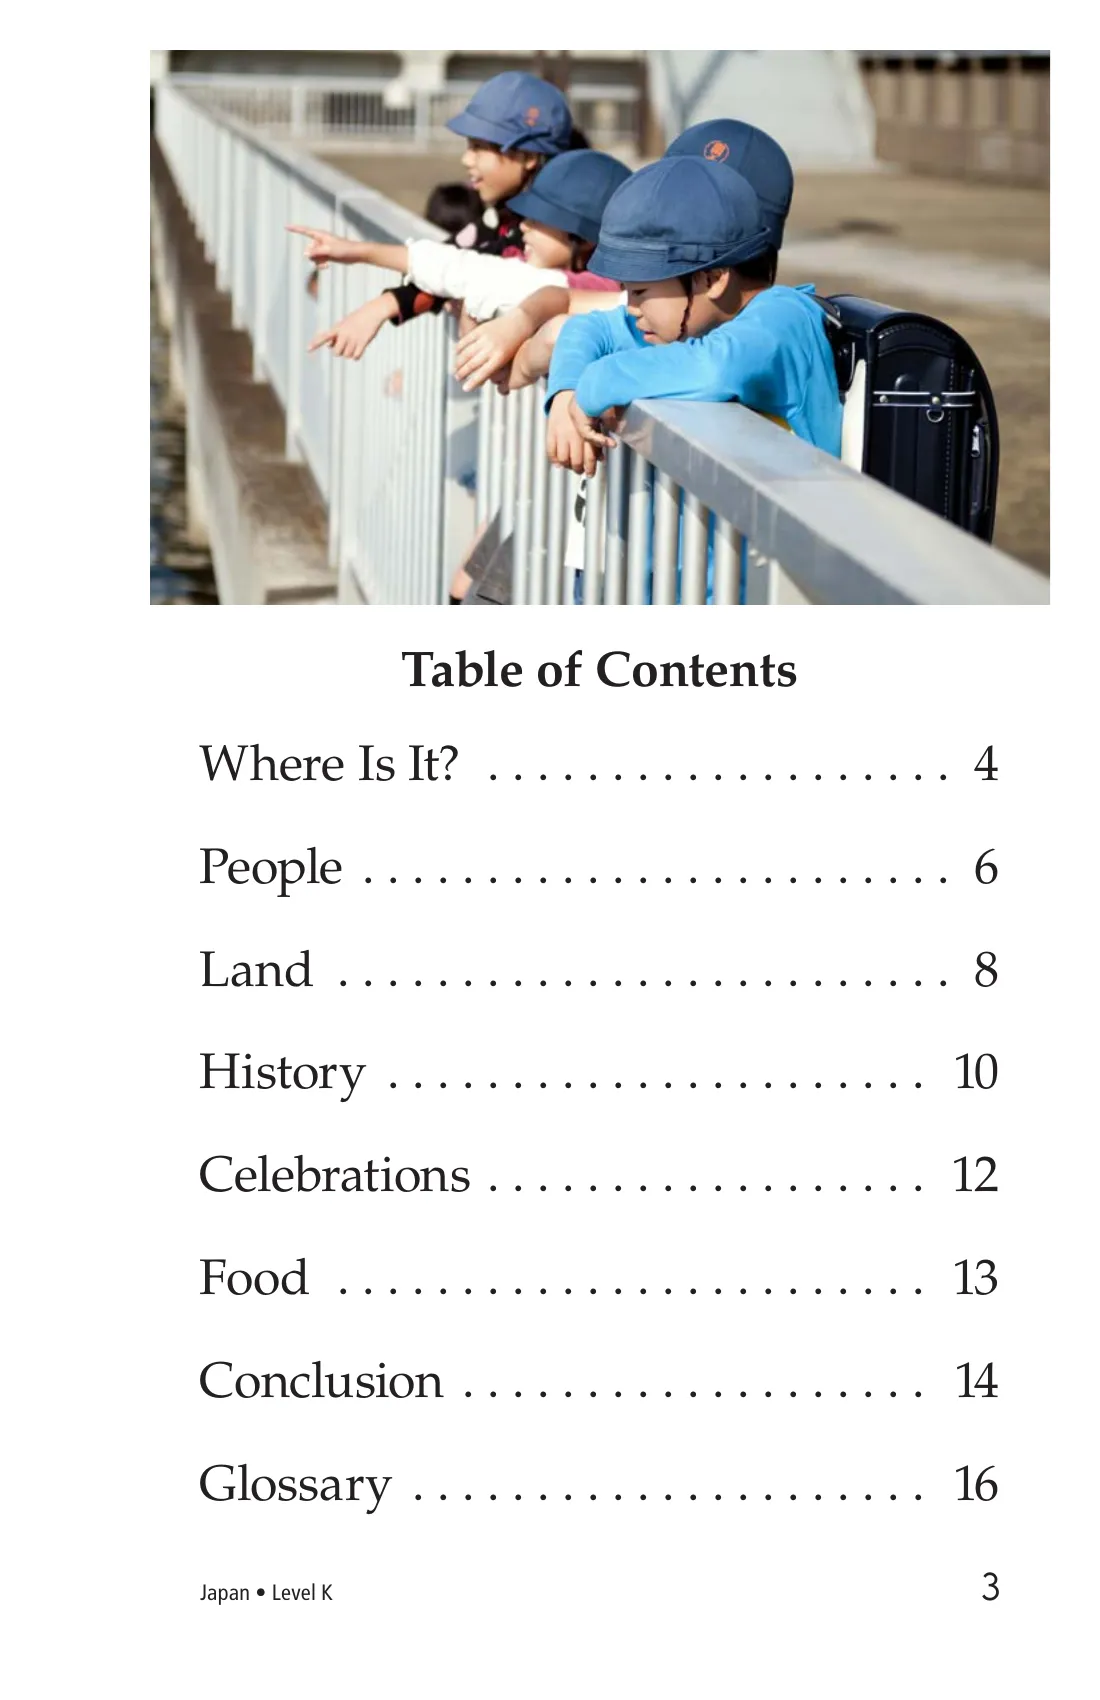 Table of Contents
Where Is It? . . . . . . . . . . . . . . . . . . . 4
People . . . . . . . . . . . . . . . . . . . . . . . . 6
Land . . . . . . . . . . . . . . . . . . . . . . . . . 8
History . . . . . . . . . . . . . . . . . . . . . . 10
Celebrations . . . . . . . . . . . . . . . . . . 12
Food . . . . . . . . . . . . . . . . . . . . . . . . 13
Conclusion . . . . . . . . . . . . . . . . . . . 14
Glossary . . . . . . . . . . . . . . . . . . . . . 16
Japan • Level K 3